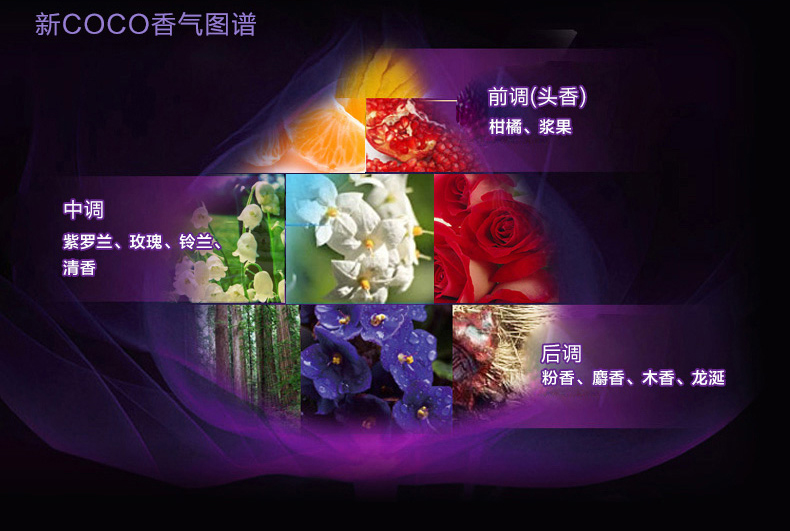 新COCO香气图谱
前调(头香)
柑橘、浆果
中调
紫罗兰、玫瑰、铃兰、
清香
后调
粉香、麝香、木香、龙涎